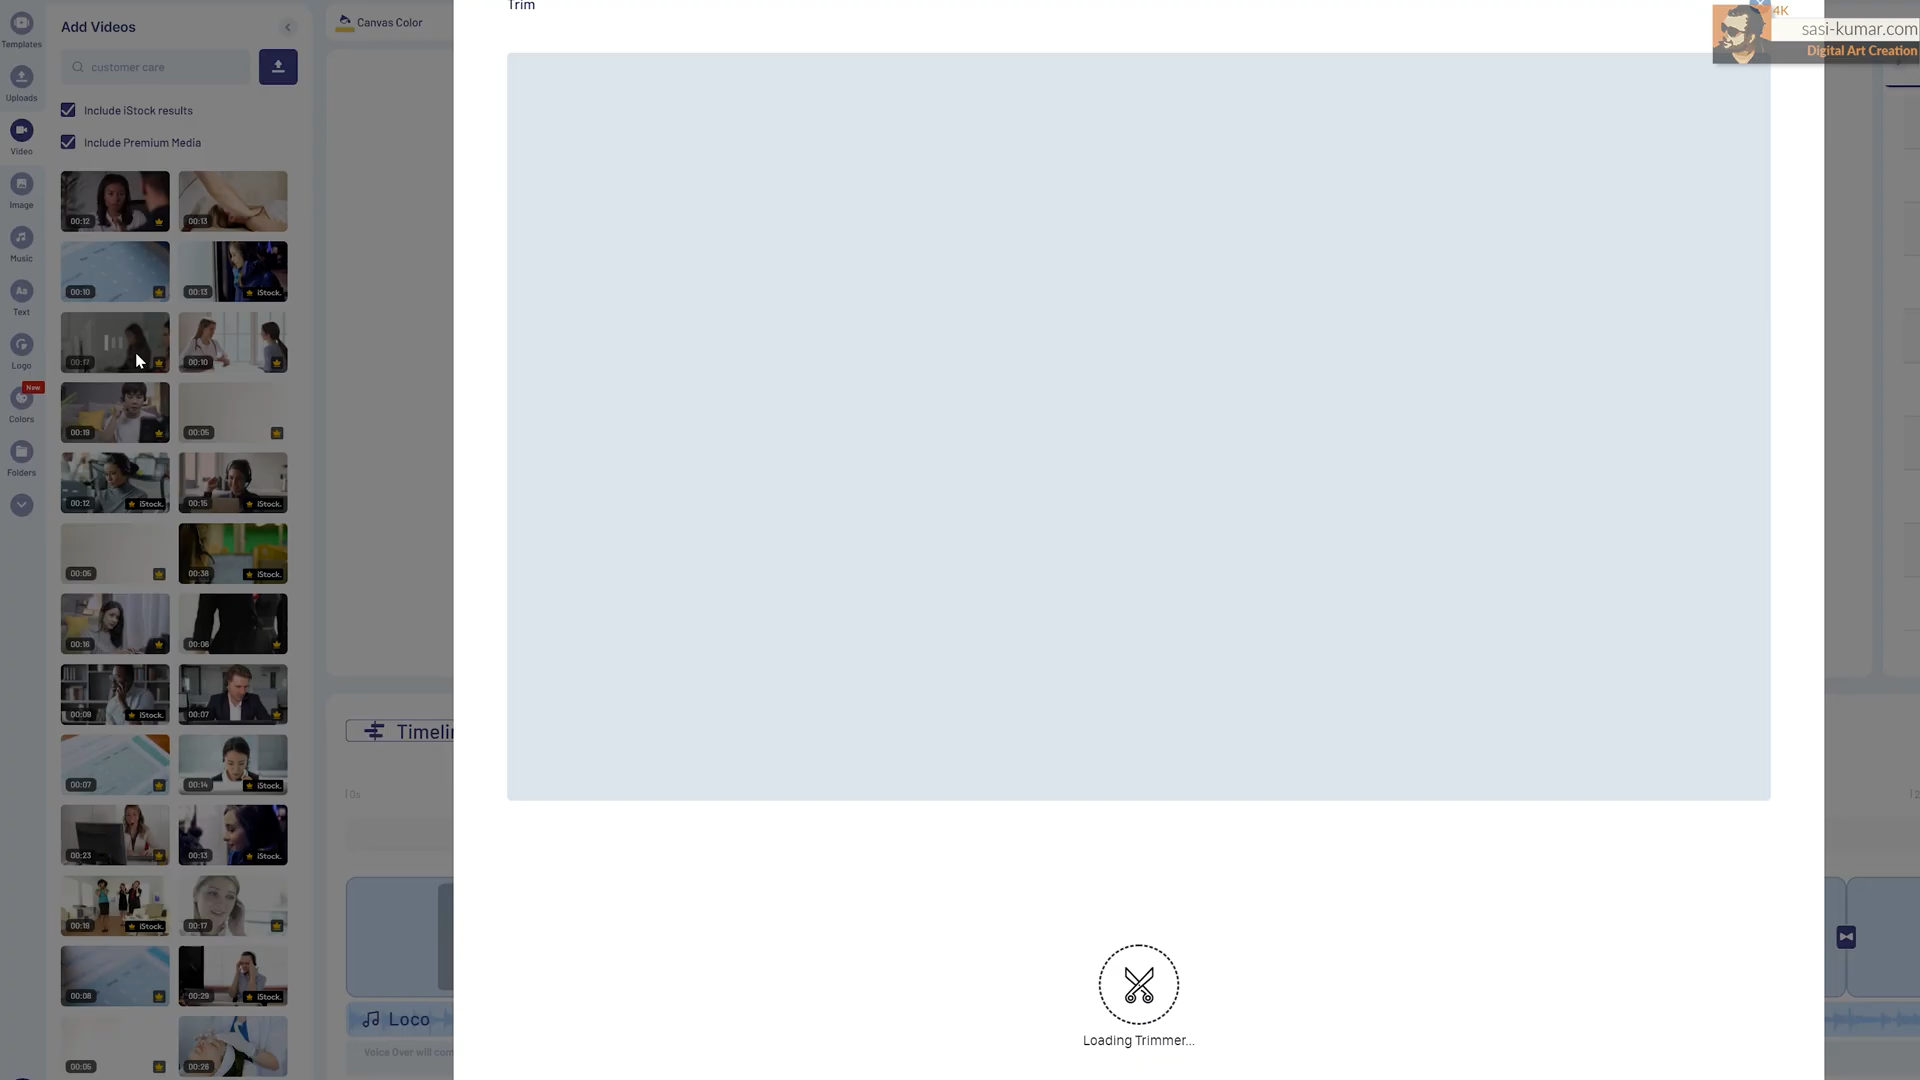 Trim
4K
sasi-kumar.com
Digital Art Creation
Templates
Uploads
Video
Image
Music
Text
Logo
New
Colors
Folders
Add Videos
customer care
Include iStock results
Include Premium Media
00:12
00:13
00:10
00:13 iStock.
00:17
00:10
00:19
00:05
00:12 iStock.
00:15 iStock.
00:05
00:38 iStock.
00:16
00:06
00:09 iStock.
00:07
00:07
00:14 iStock.
00:23
00:13 iStock.
00:19 iStock.
00:17
00:08
00:29 iStock.
00:05
00:26
Canvas Color
Timelin
0s
Loco
Voice Over will com
Loading Trimmer...